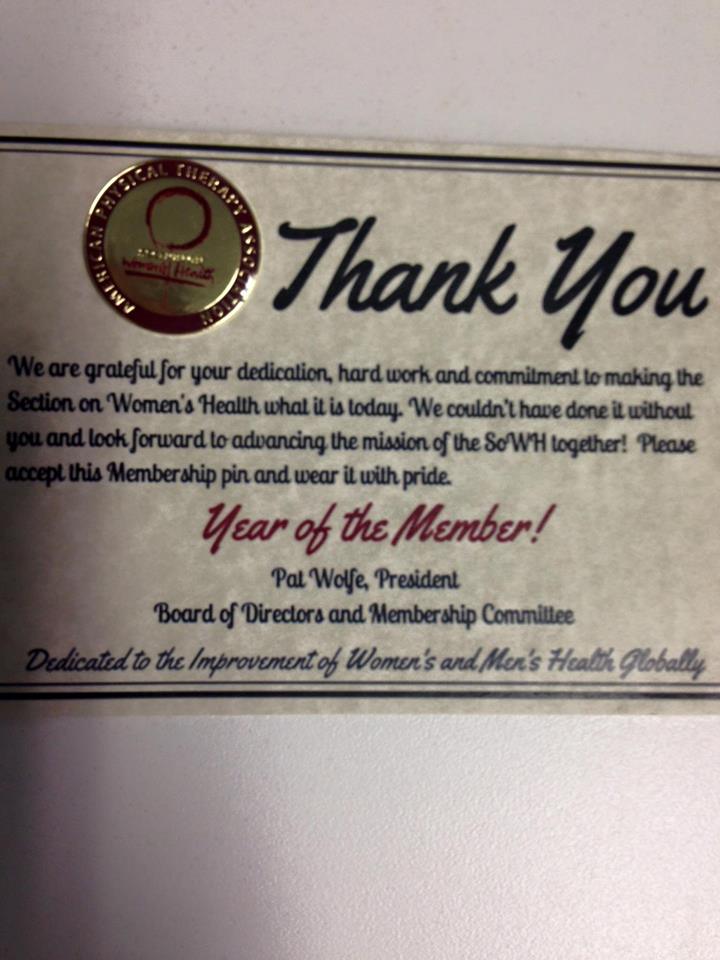 AMERICAN PHYSICAL THERAPY ASSOCIATION
Women's Health
Thank You
We are grateful for your dedication, hard work and commitment to making the
Section on Women's Health what it is today. We couldn't have done it without
you and look forward to advancing the mission of the SoWH together! Please
accept this Membership pin and wear it with pride.
Year of the Member!
Pat Wolfe, President
Board of Directors and Membership Committee
Dedicated to the Improvement of Women's and Men's Health Globally